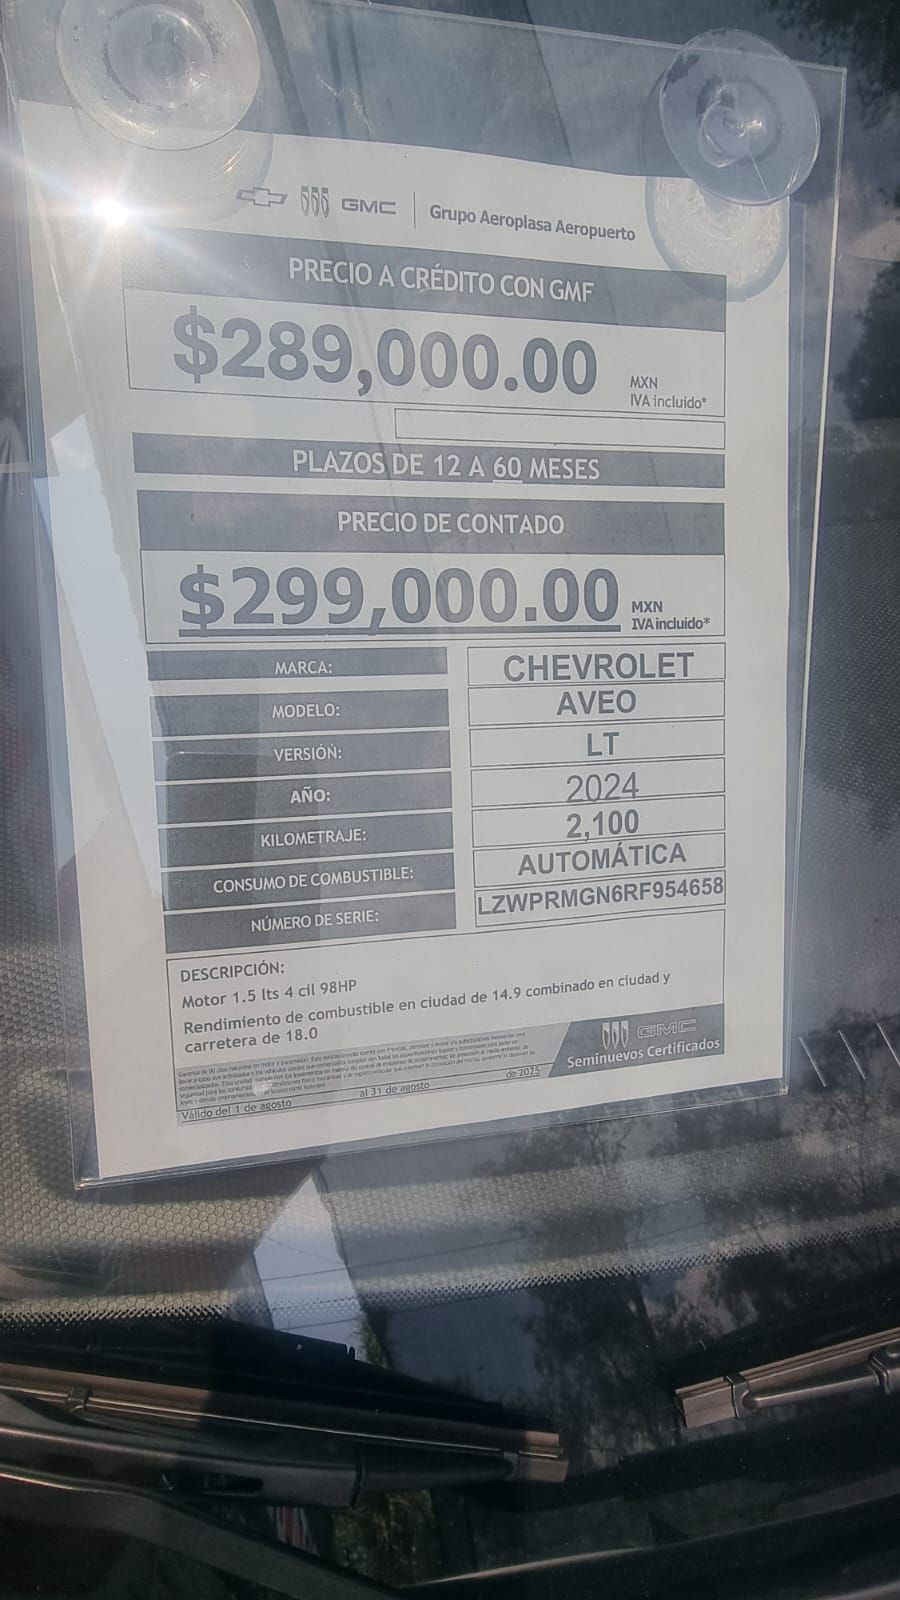 GMC Grupo Aeroplasa Aeropuerto
PRECIO A CRÉDITO CON GMF
$289,000.00 MXN
IVA incluido*
PLAZOS DE 12 A 60 MESES
PRECIO DE CONTADO
$299,000.00 MXN
IVA incluido*
MARCA: CHEVROLET
MODELO: AVEO
VERSIÓN: LT
AÑO: 2024
KILOMETRAJE: 2,100
CONSUMO DE COMBUSTIBLE: AUTOMÁTICA
NÚMERO DE SERIE: LZWPRMGN6RF954658
DESCRIPCIÓN:
Motor 1.5 lts 4 cil 98HP
Rendimiento de combustible en ciudad de 14.9 combinado en ciudad y
carretera de 18.0
GMC
Seminuevos Certificados
Válido del 1 de agosto al 31 de agosto de 2025